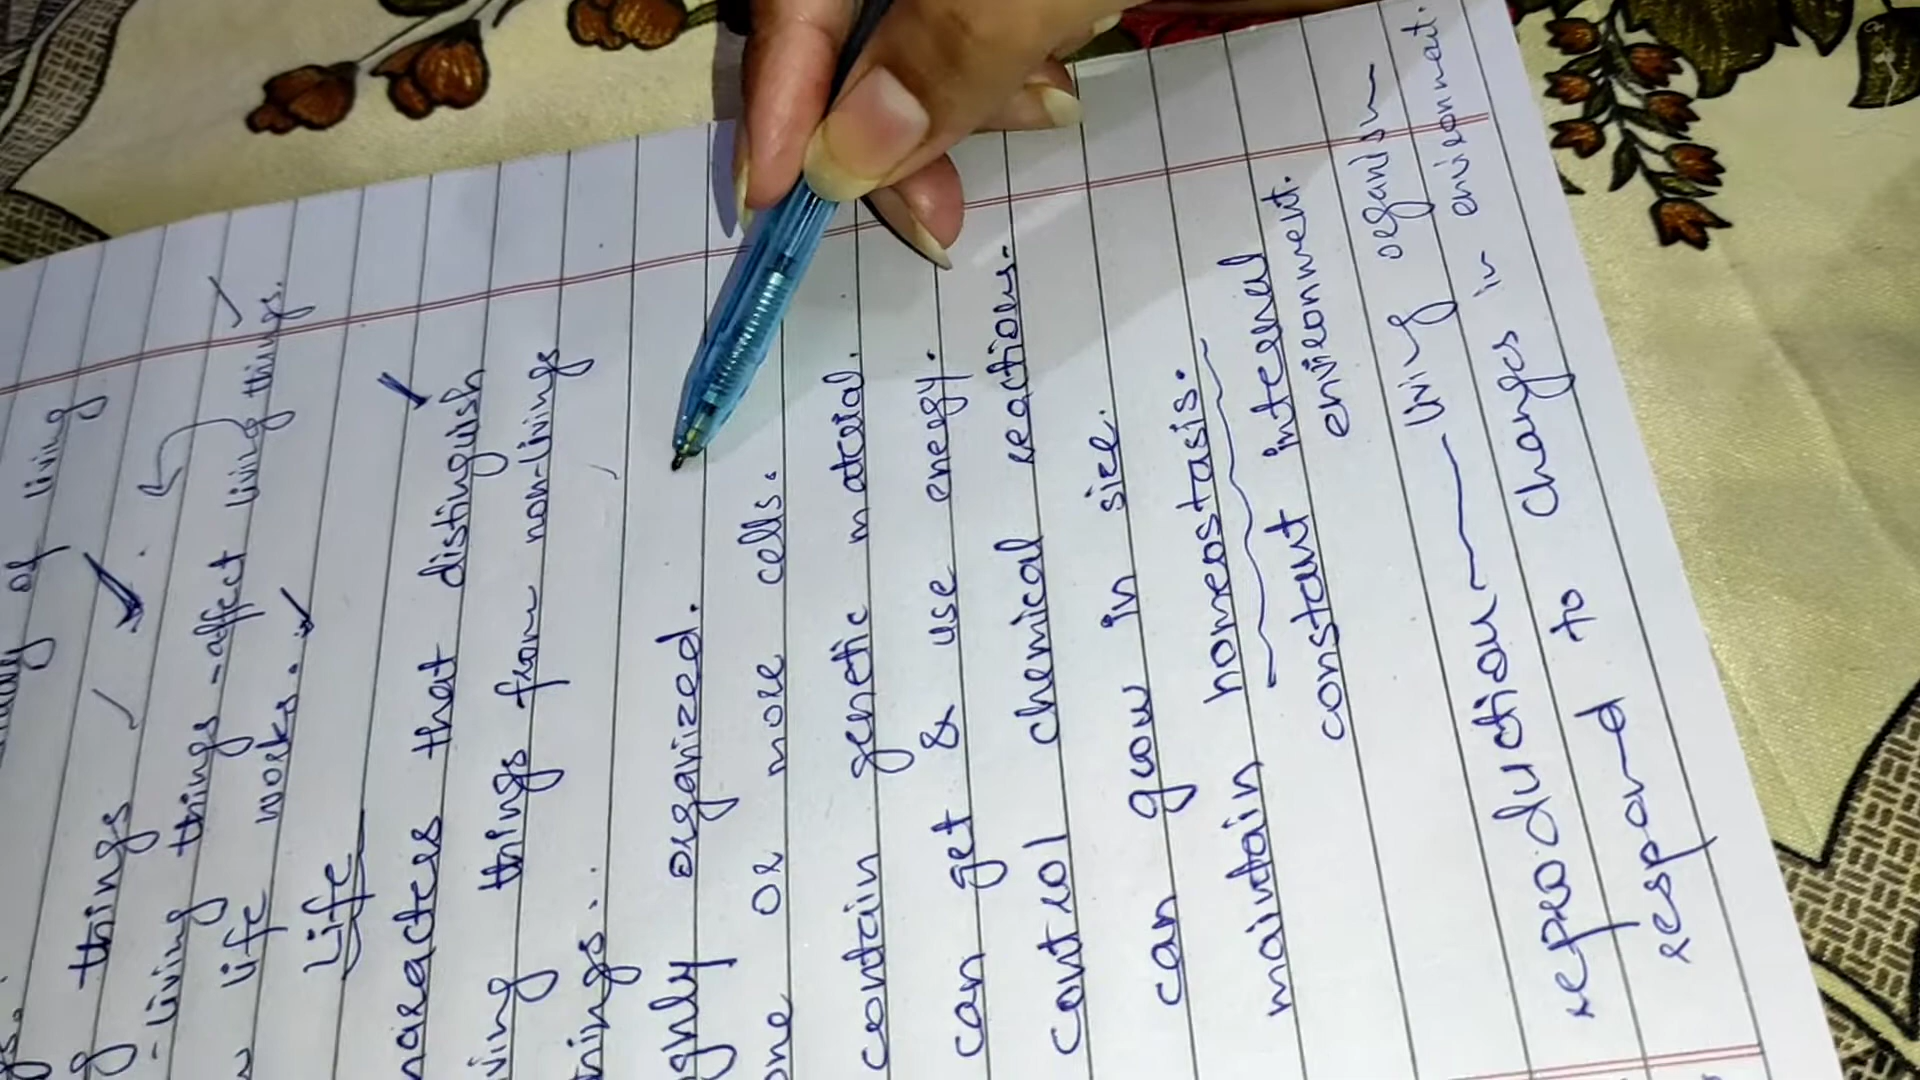 of living
things
-living things - affect living things.
life works.
Life
that distinguish
things from non-livings
organized.
one or more cells.
contain genetic material.
can get & use energy.
control chemical reactions.
can grow in size.
maintain homeostasis.
constant internal environment.
reproduction — living organism
respond to changes in environment.